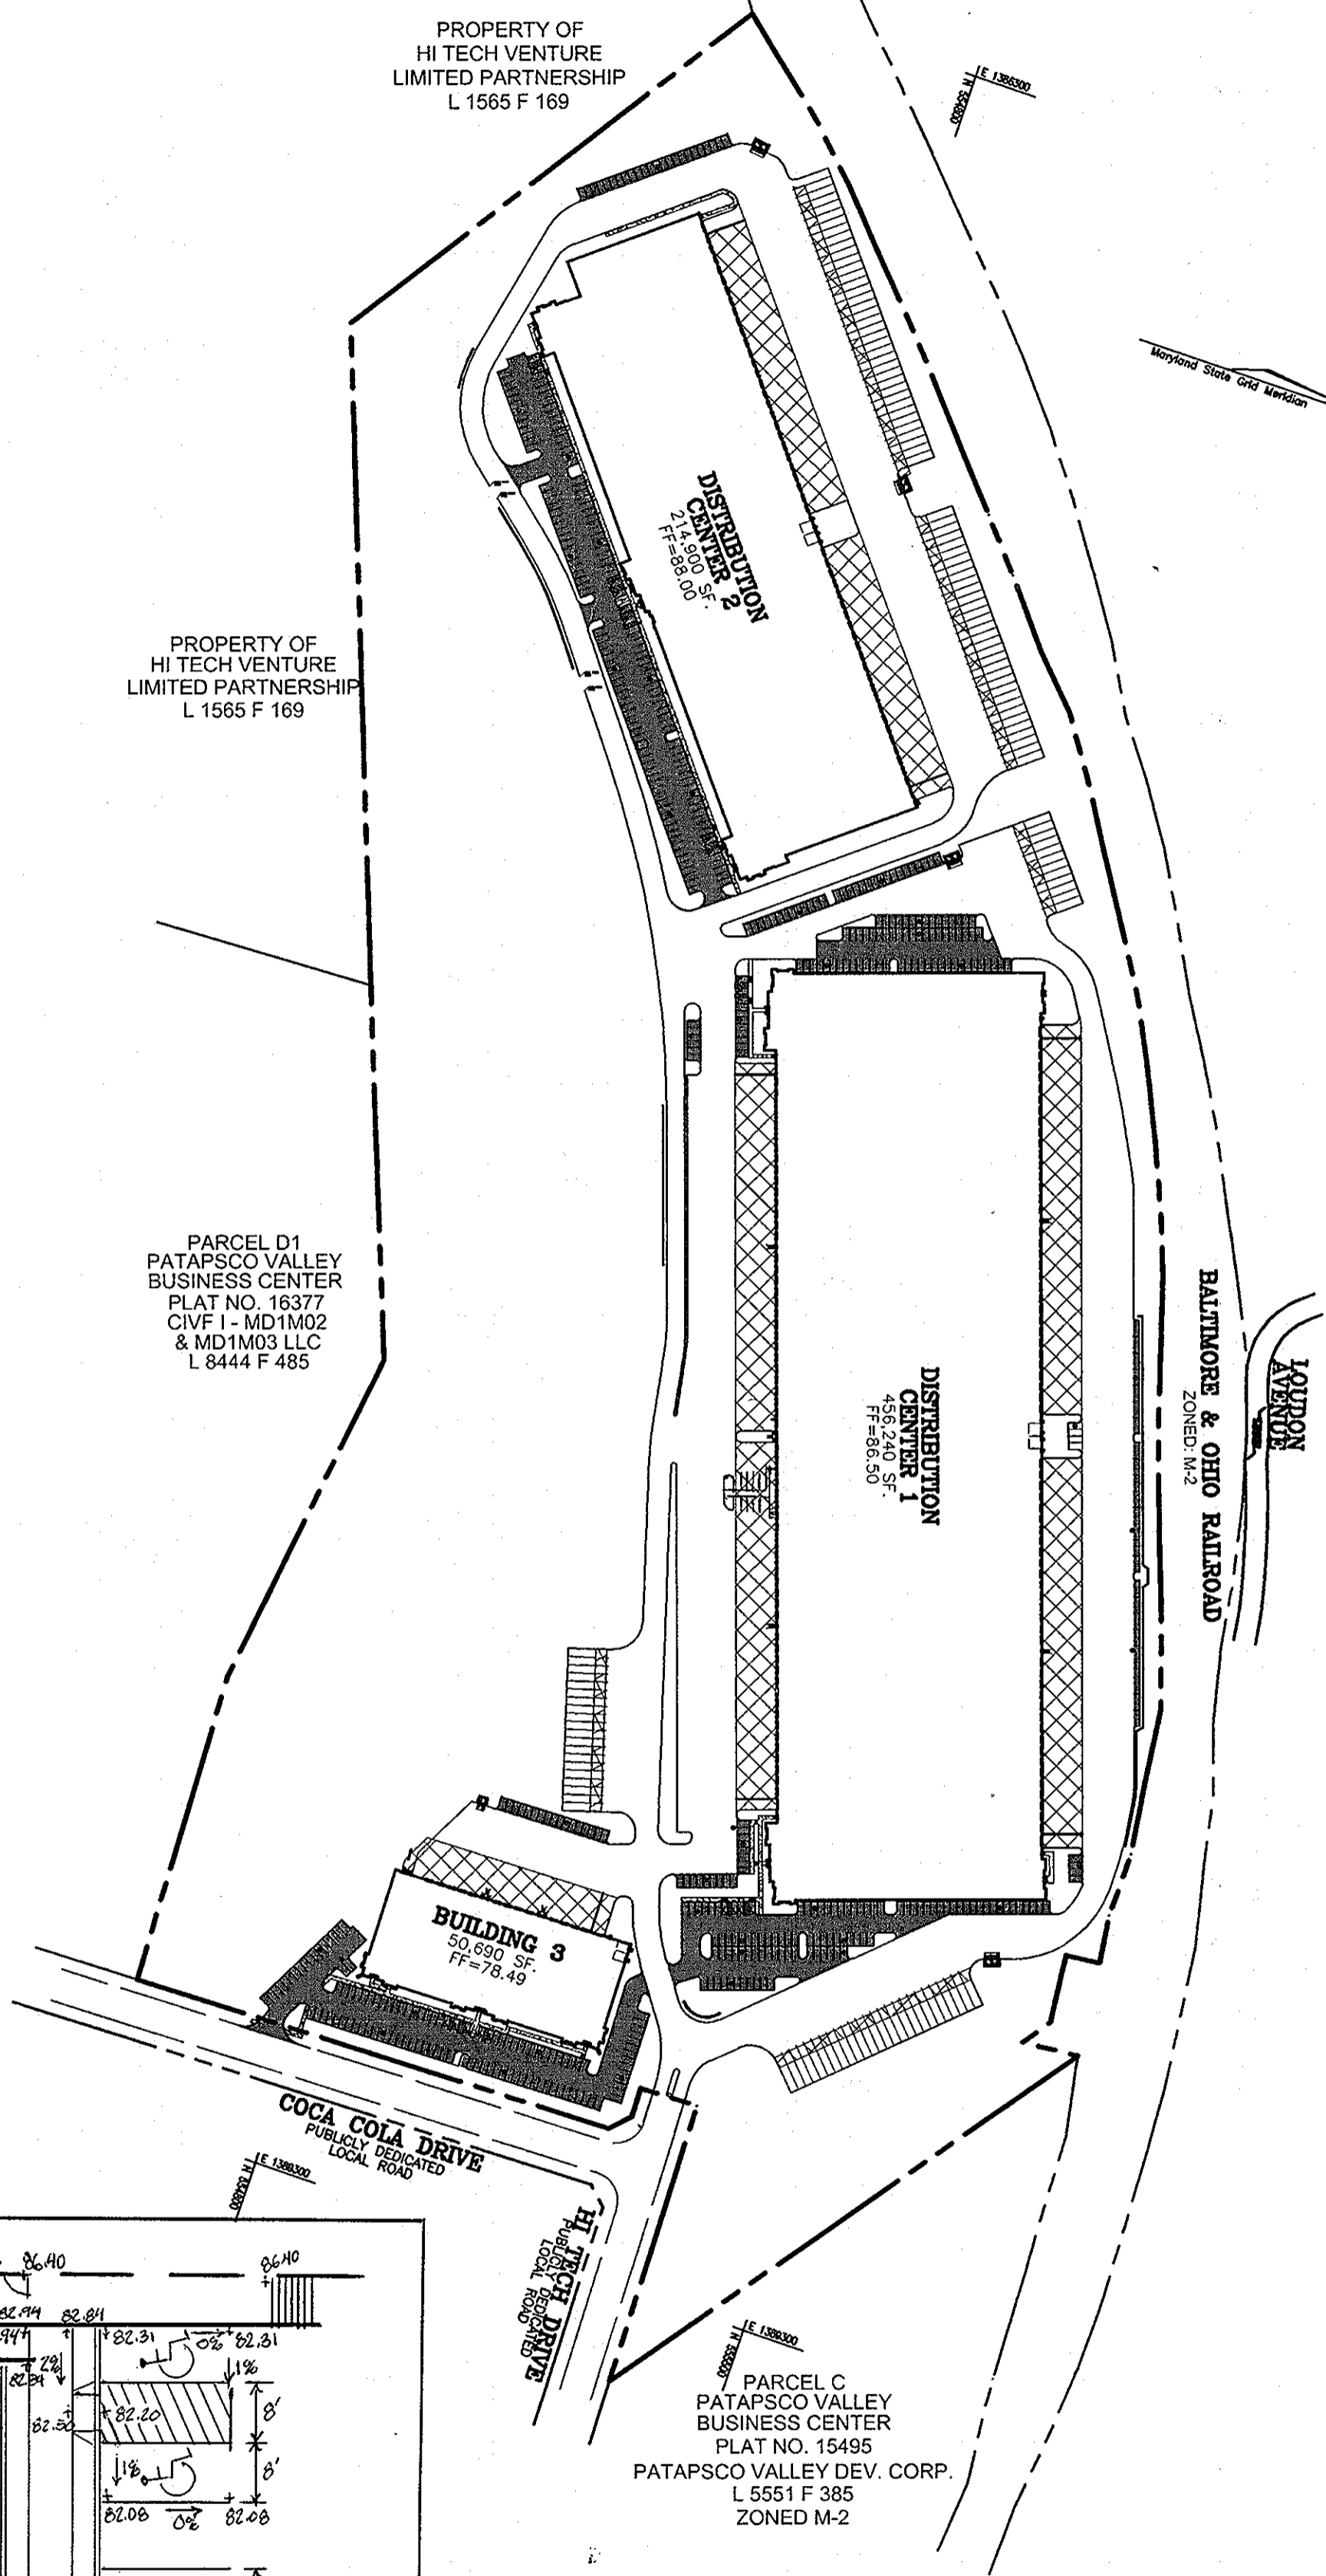 PROPERTY OF
HI TECH VENTURE
LIMITED PARTNERSHIP
L 1565 F 169
E 1386300
Maryland State Grid Meridian
DISTRIBUTION
CENTER 2
214,900 SF.
FF=88.00
PROPERTY OF
HI TECH VENTURE
LIMITED PARTNERSHIP
L 1565 F 169
PARCEL D1
PATAPSCO VALLEY
BUSINESS CENTER
PLAT NO. 16377
CIVF I - MD1M02
& MD1M03 LLC
L 8444 F 485
DISTRIBUTION
CENTER 1
456,240 SF.
FF=86.50
BALTIMORE & OHIO RAILROAD
ZONED: M-2
LOUDON
AVENUE
BUILDING 3
50,690 SF.
FF=78.49
COCA COLA DRIVE
PUBLICLY DEDICATED
LOCAL ROAD
HI TECH DRIVE
PUBLICLY DEDICATED
LOCAL ROAD
PARCEL C
PATAPSCO VALLEY
BUSINESS CENTER
PLAT NO. 15495
PATAPSCO VALLEY DEV. CORP.
L 5551 F 385
ZONED M-2
86.40
86.40
82.94
82.84
82.31
0%
82.31
2%
1%
82.20
8'
82.50
1%
8'
82.08
0%
82.08